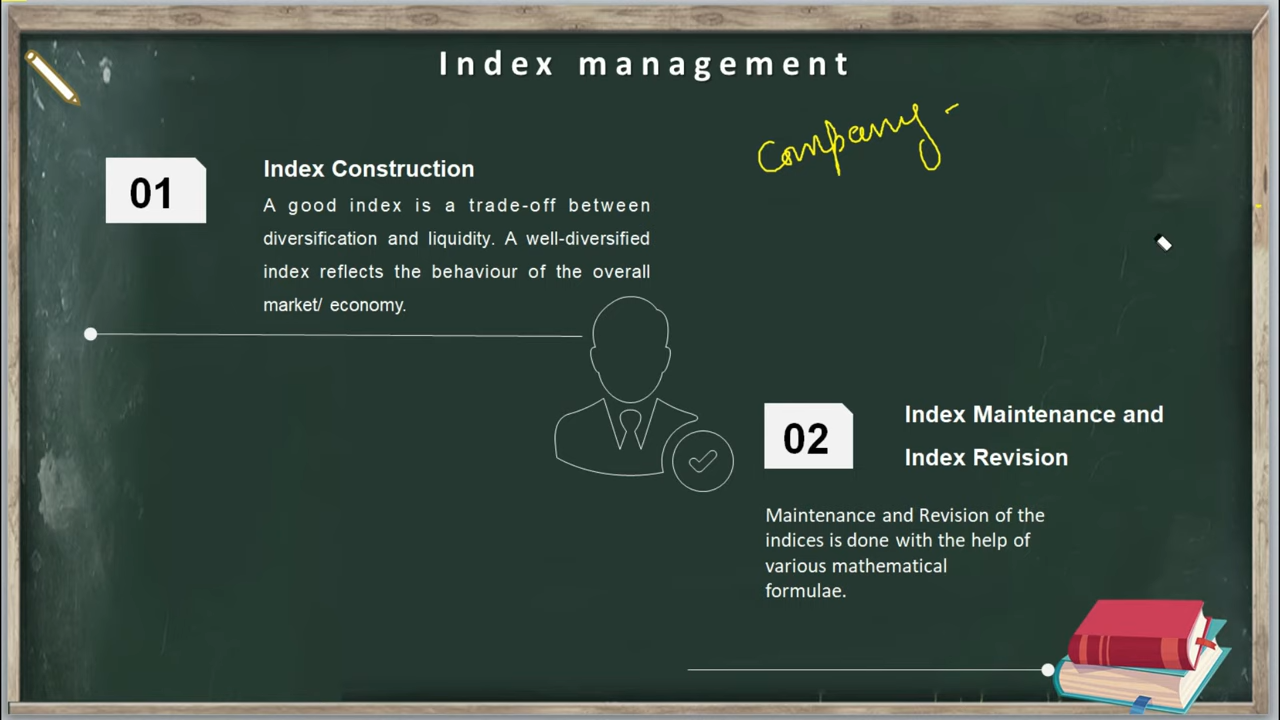 Index management
Company -
01
Index Construction
A good index is a trade-off between
diversification and liquidity. A well-diversified
index reflects the behaviour of the overall
market/ economy.
02
Index Maintenance and
Index Revision
Maintenance and Revision of the
indices is done with the help of
various mathematical
formulae.